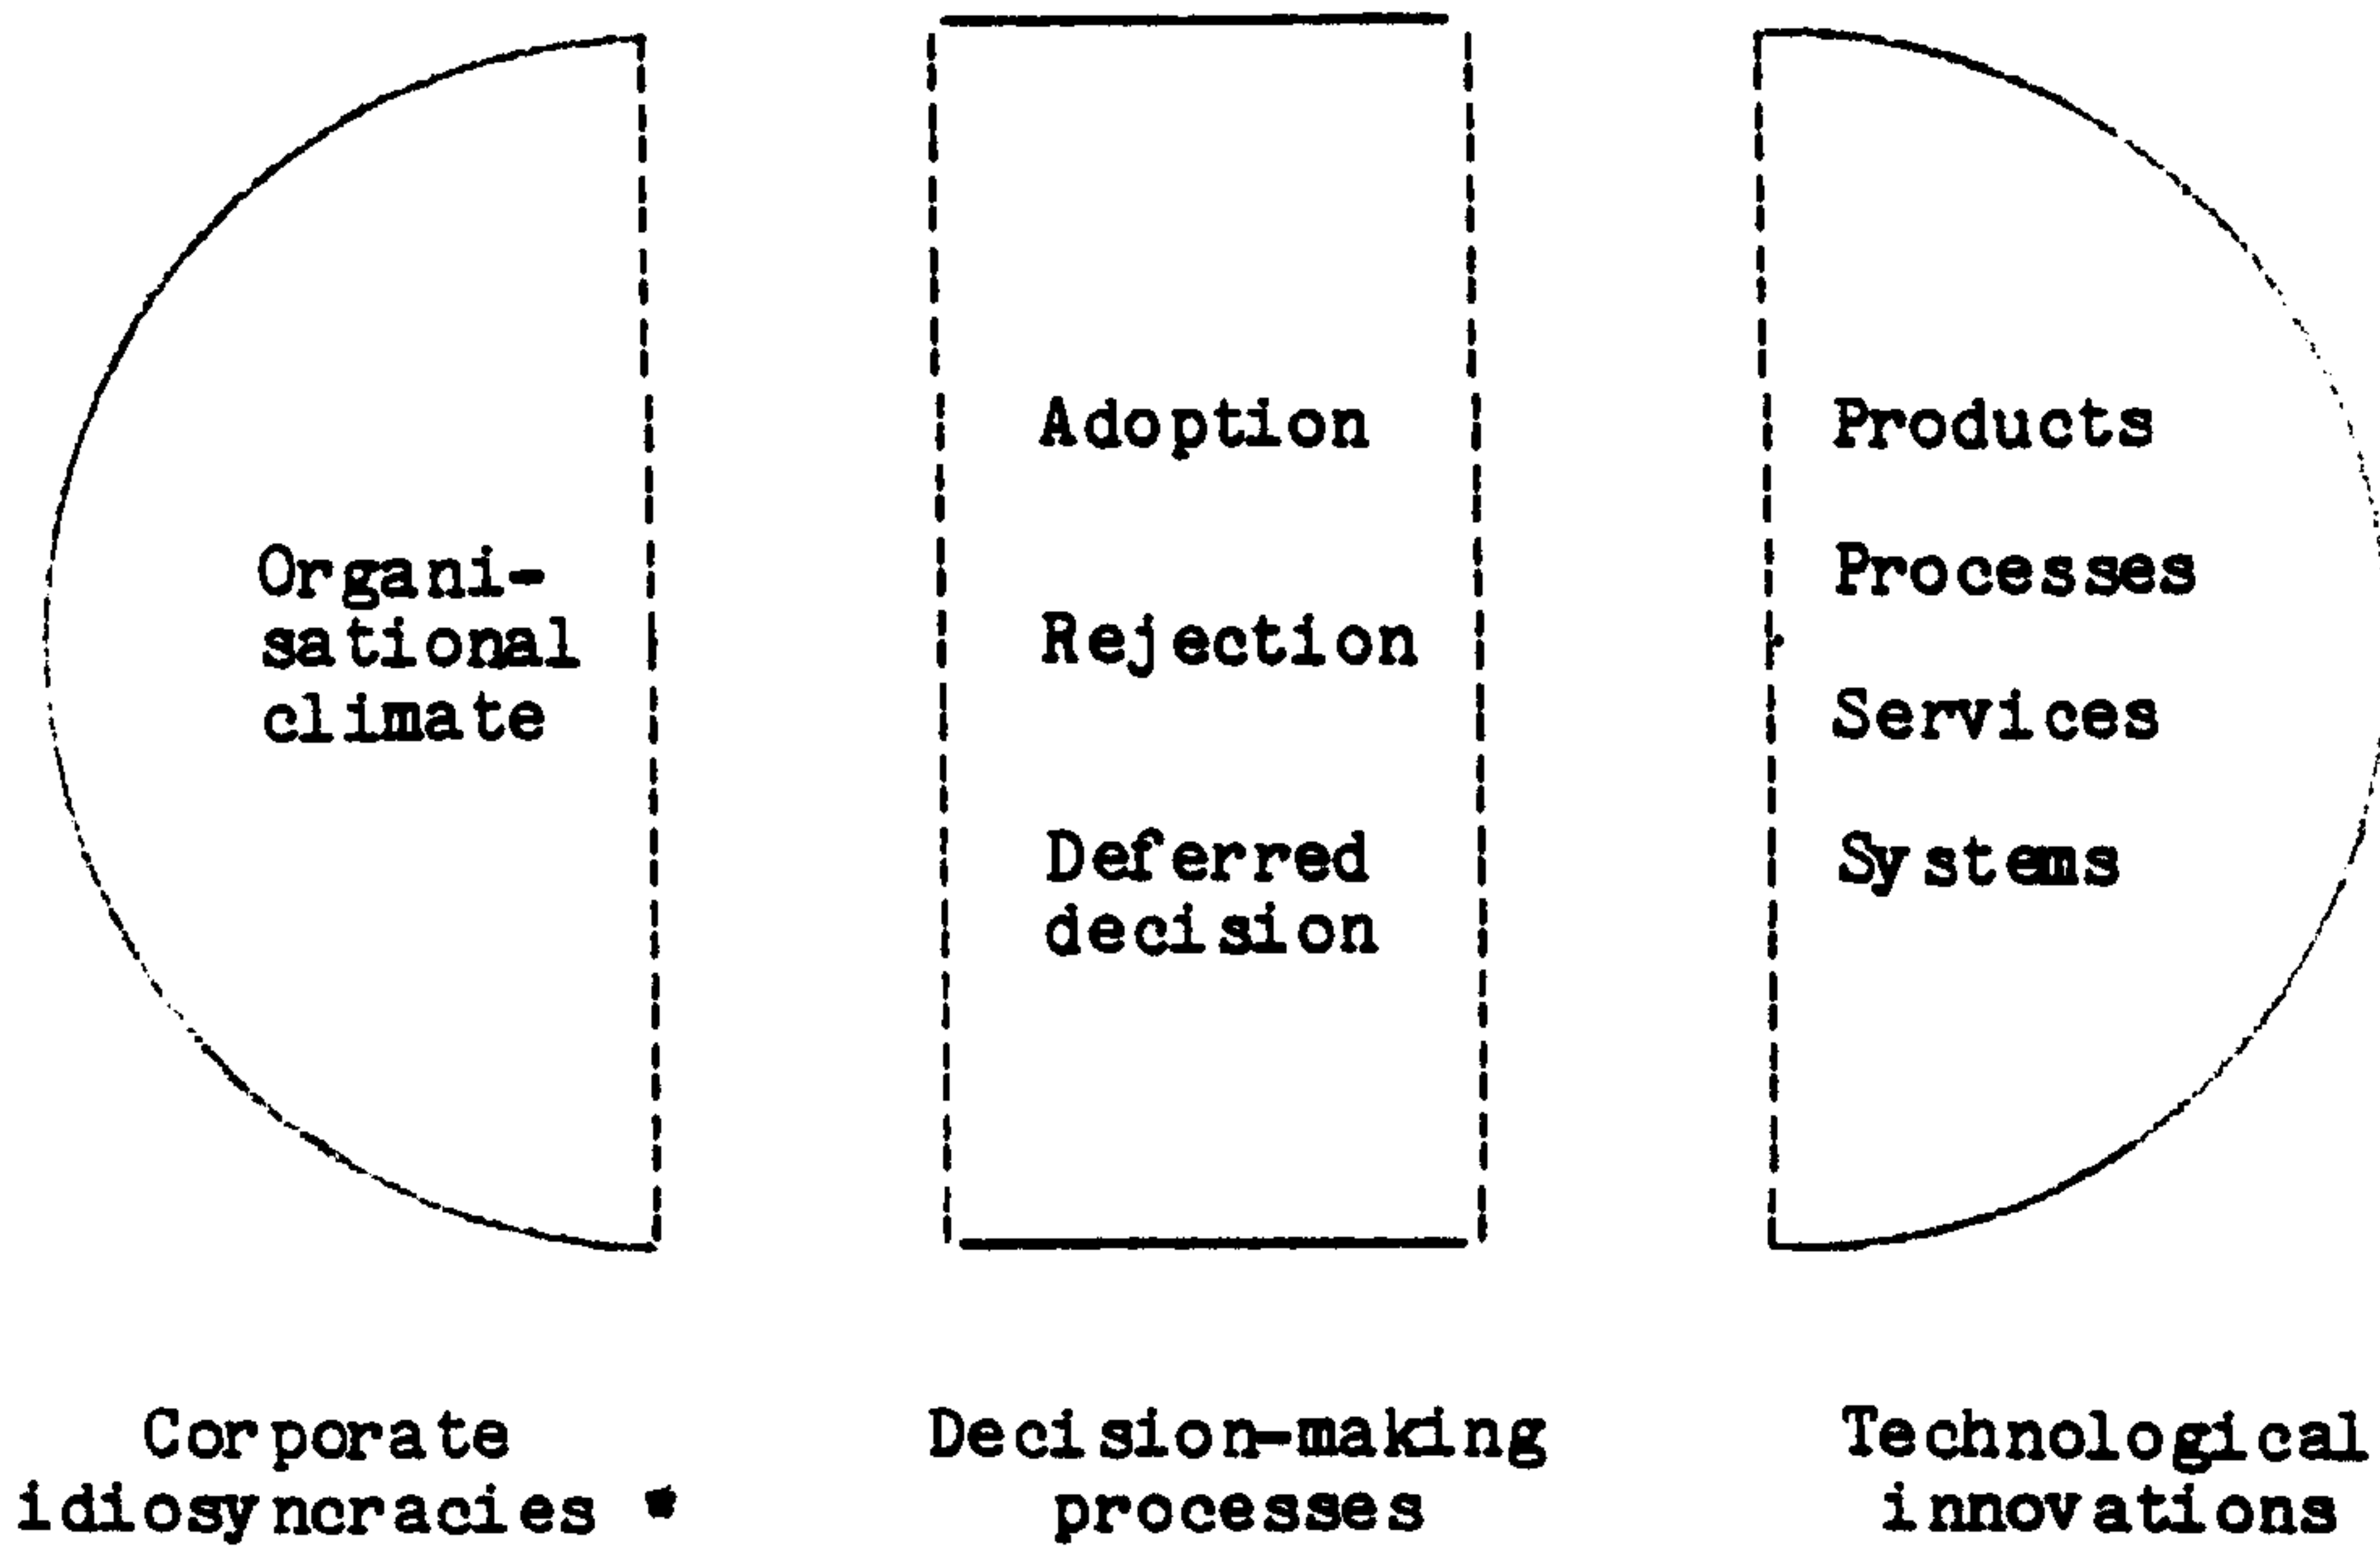 Organi-
sational
climate
Adoption
Rejection
Deferred
decision
Products
Processes
Services
Systems
Corporate
idiosyncracies
Decision-making
processes
Technological
innovations